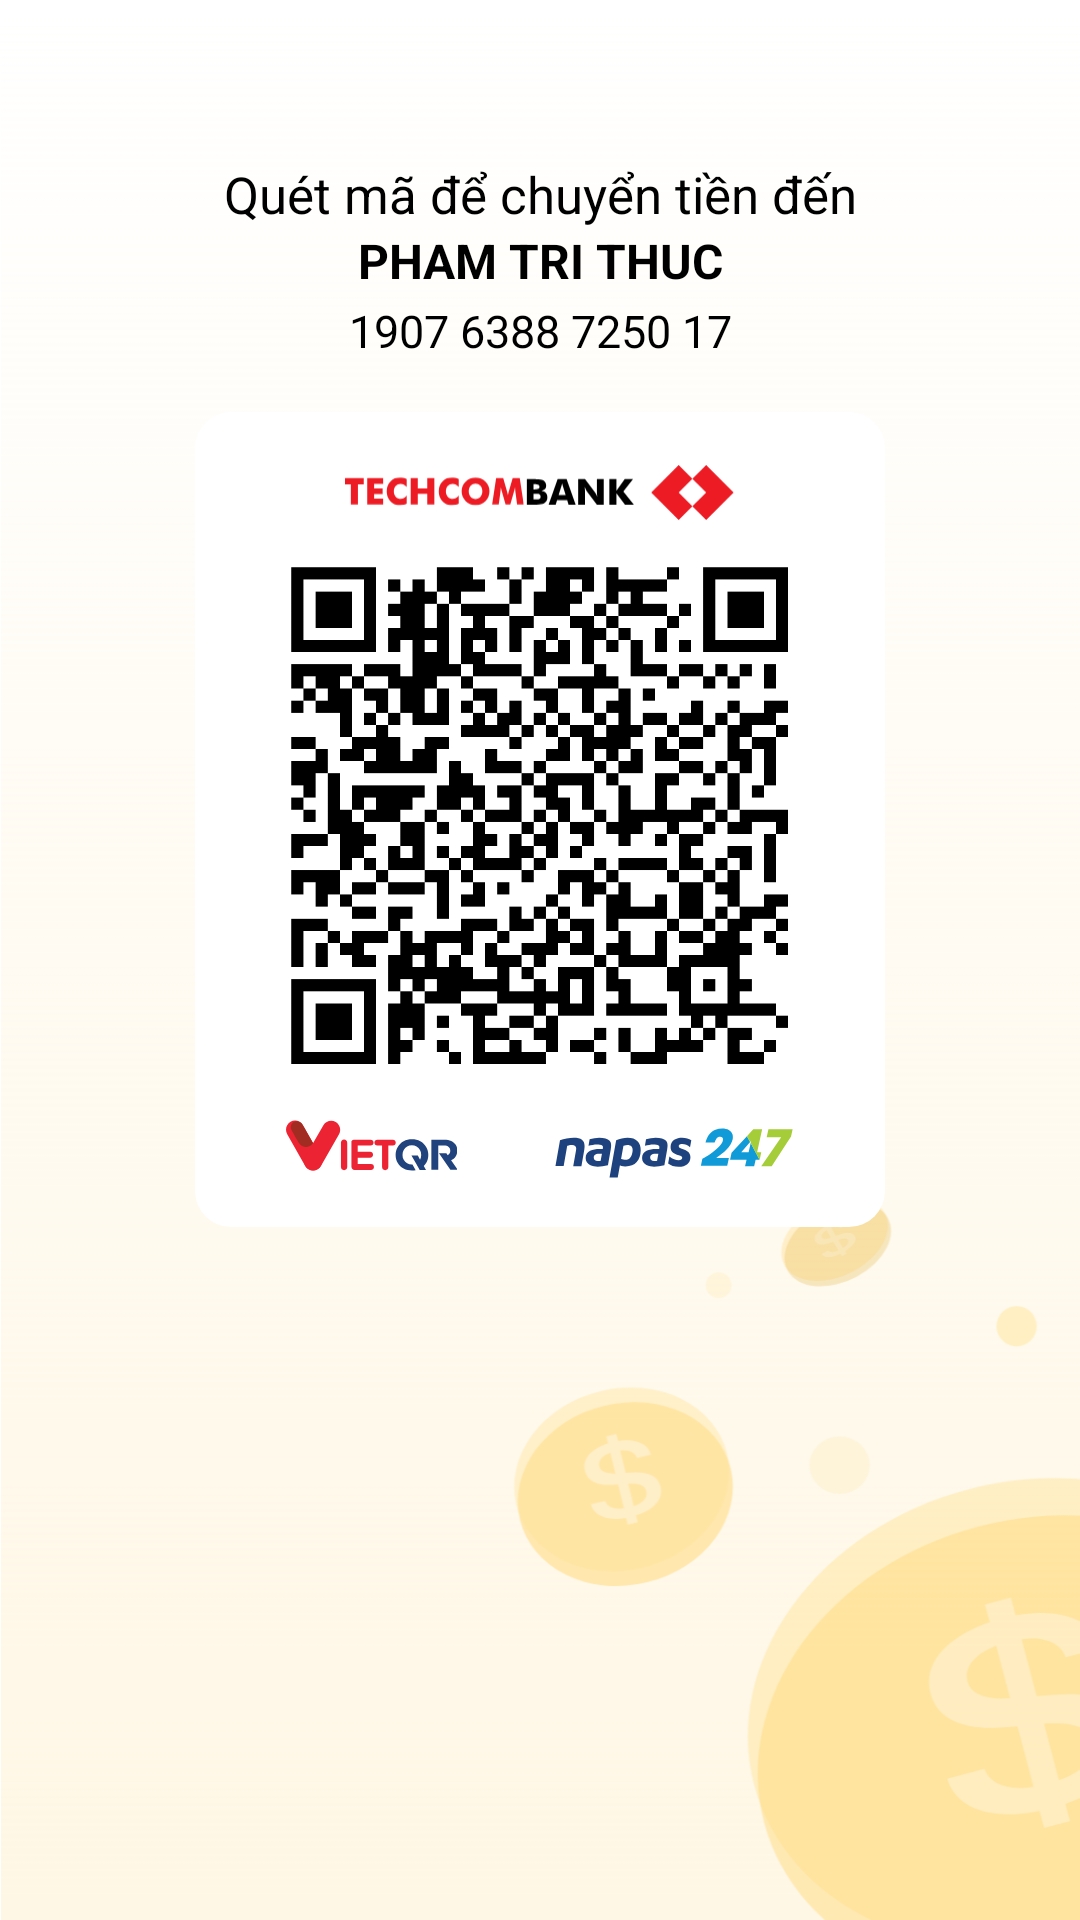 Quét mã để chuyển tiền đến
PHAM TRI THUC
1907 6388 7250 17
TECHCOMBANK
VIETQR
napas 247